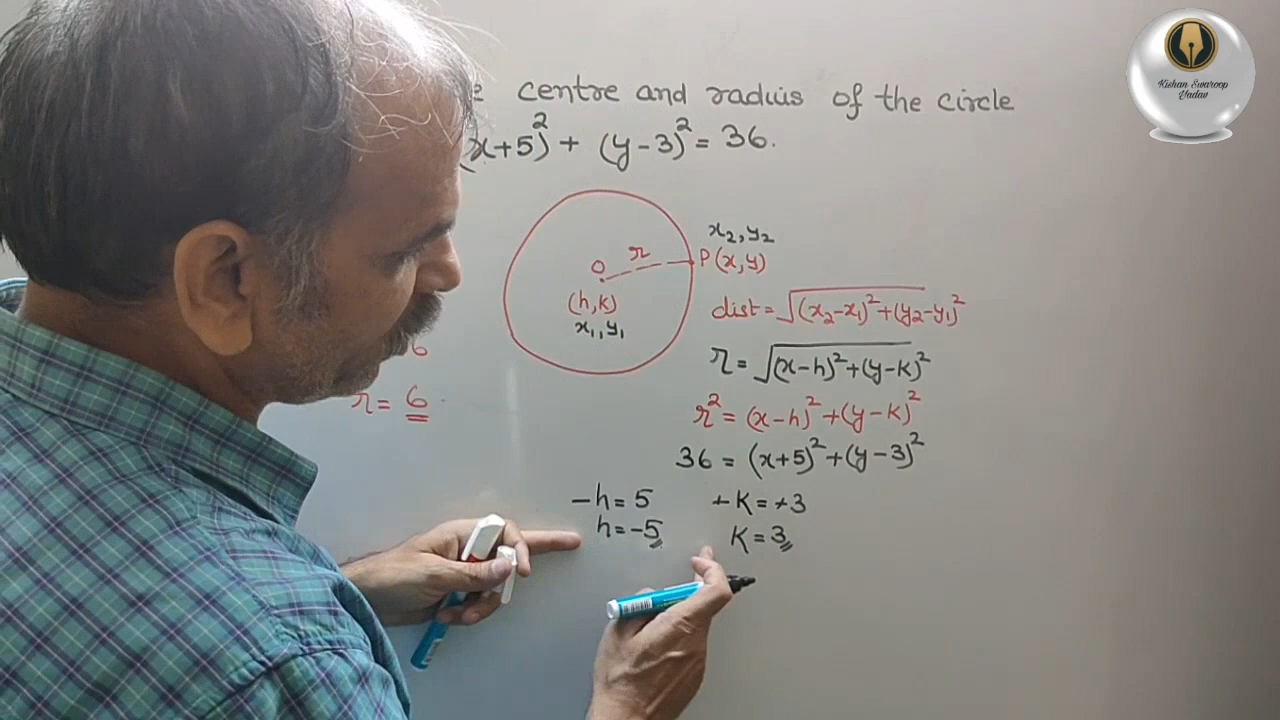 centre and radius of the circle
(x+5)² + (y-3)² = 36.
x₂, y₂
r
P(x, y)
O
(h, k)
x₁, y₁
dist = √(x₂-x₁)²+(y₂-y₁)²
r = √(x-h)²+(y-k)²
6
r = 6
r² = (x-h)²+(y-k)²
36 = (x+5)²+(y-3)²
-h = 5
h = -5
-k = -3
k = 3
Kishan Swaroop
Yadav